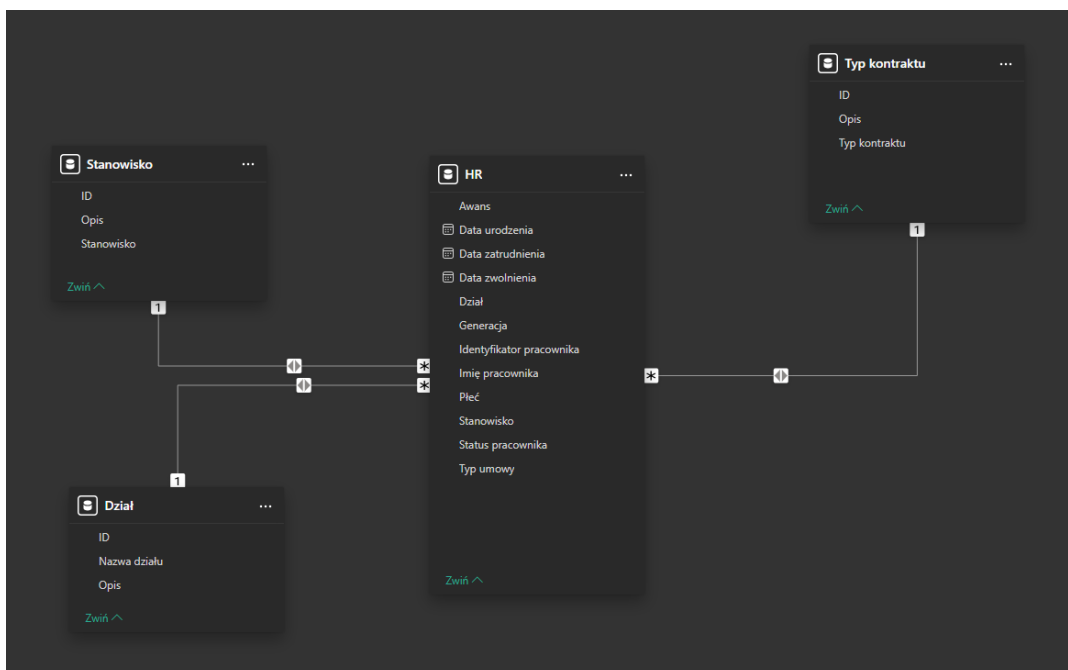 Typ kontraktu
ID
Opis
Typ kontraktu
Zwiń
1
Stanowisko
ID
Opis
Stanowisko
Zwiń
1
HR
Awans
Data urodzenia
Data zatrudnienia
Data zwolnienia
Dział
Generacja
Identyfikator pracownika
Imię pracownika
Płeć
Stanowisko
Status pracownika
Typ umowy
Zwiń
*
*
*
1
Dział
ID
Nazwa działu
Opis
Zwiń